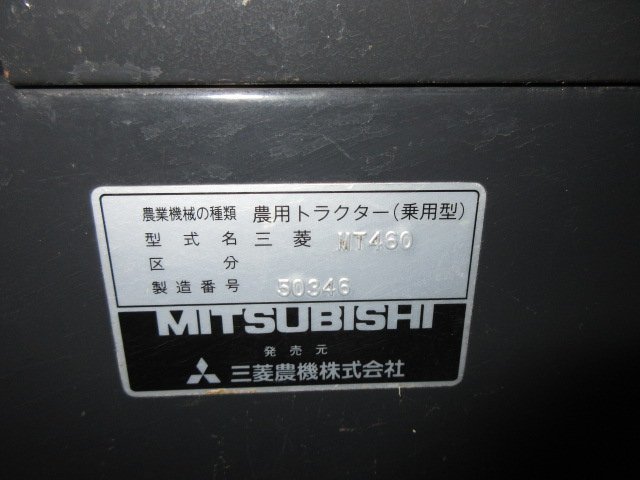 農業機械の種類 農用トラクター(乗用型)
型式名 三菱 MT460
区分
製造番号 50346
MITSUBISHI
発売元
三菱農機株式会社